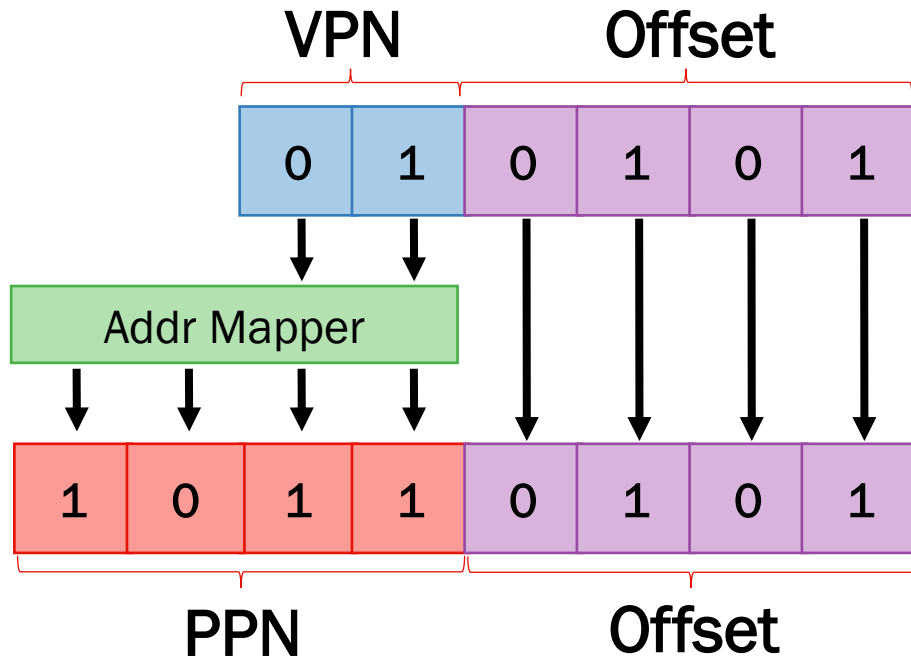 VPN Offset
0 1 0 1 0 1
Addr Mapper
1 0 1 1 0 1 0 1
PPN Offset